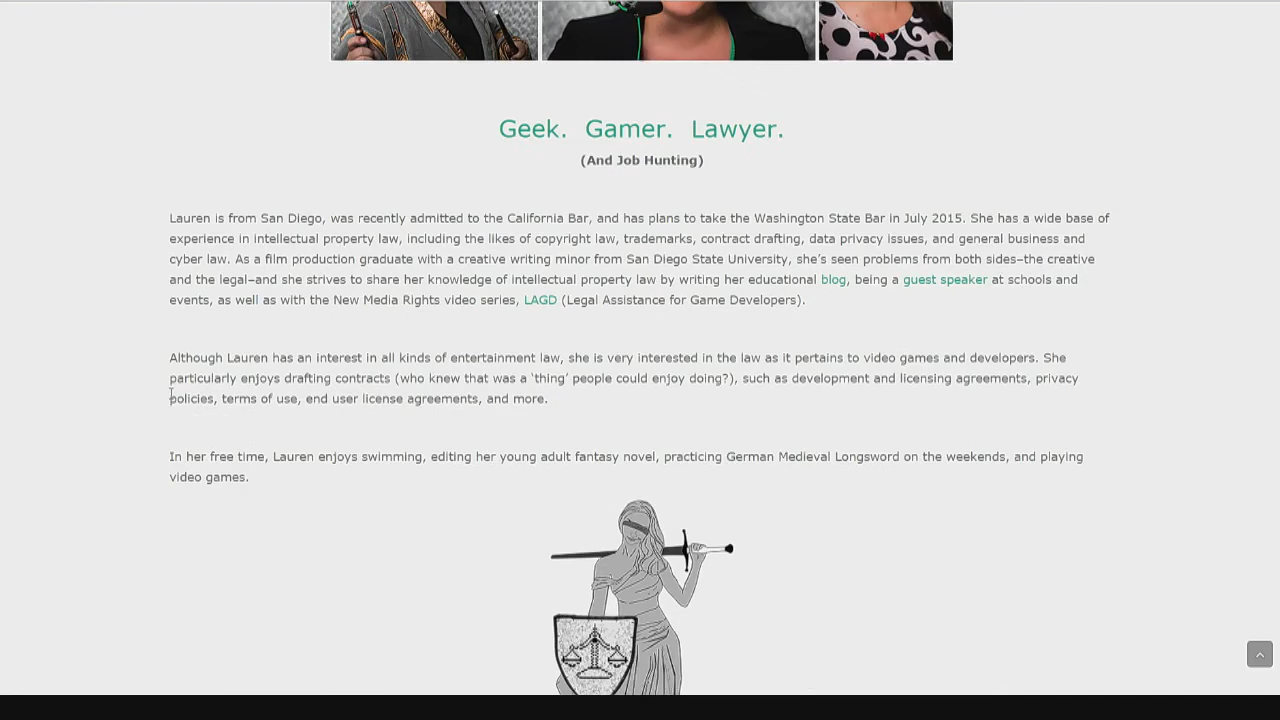 Geek. Gamer. Lawyer.
(And Job Hunting)
Lauren is from San Diego, was recently admitted to the California Bar, and has plans to take the Washington State Bar in July 2015. She has a wide base of
experience in intellectual property law, including the likes of copyright law, trademarks, contract drafting, data privacy issues, and general business and
cyber law. As a film production graduate with a creative writing minor from San Diego State University, she’s seen problems from both sides–the creative
and the legal–and she strives to share her knowledge of intellectual property law by writing her educational blog, being a guest speaker at schools and
events, as well as with the New Media Rights video series, LAGD (Legal Assistance for Game Developers).
Although Lauren has an interest in all kinds of entertainment law, she is very interested in the law as it pertains to video games and developers. She
particularly enjoys drafting contracts (who knew that was a ‘thing’ people could enjoy doing?), such as development and licensing agreements, privacy
policies, terms of use, end user license agreements, and more.
In her free time, Lauren enjoys swimming, editing her young adult fantasy novel, practicing German Medieval Longsword on the weekends, and playing
video games.